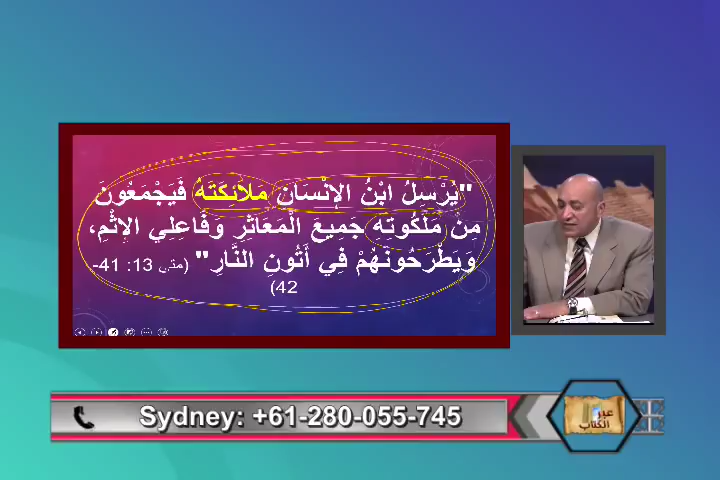 "يُرْسِلُ ابْنُ الإِنْسَانِ مَلاَئِكَتَهُ فَيَجْمَعُونَ
مِنْ مَلَكُوتِهِ جَمِيعَ الْمَعَاثِرِ وَفَاعِلِي الإِثْمِ،
وَيَطْرَحُونَهُمْ فِي أَتُونِ النَّارِ" (متى 13: 41-
42)
Sydney: +61-280-055-745
عبر
الكتاب